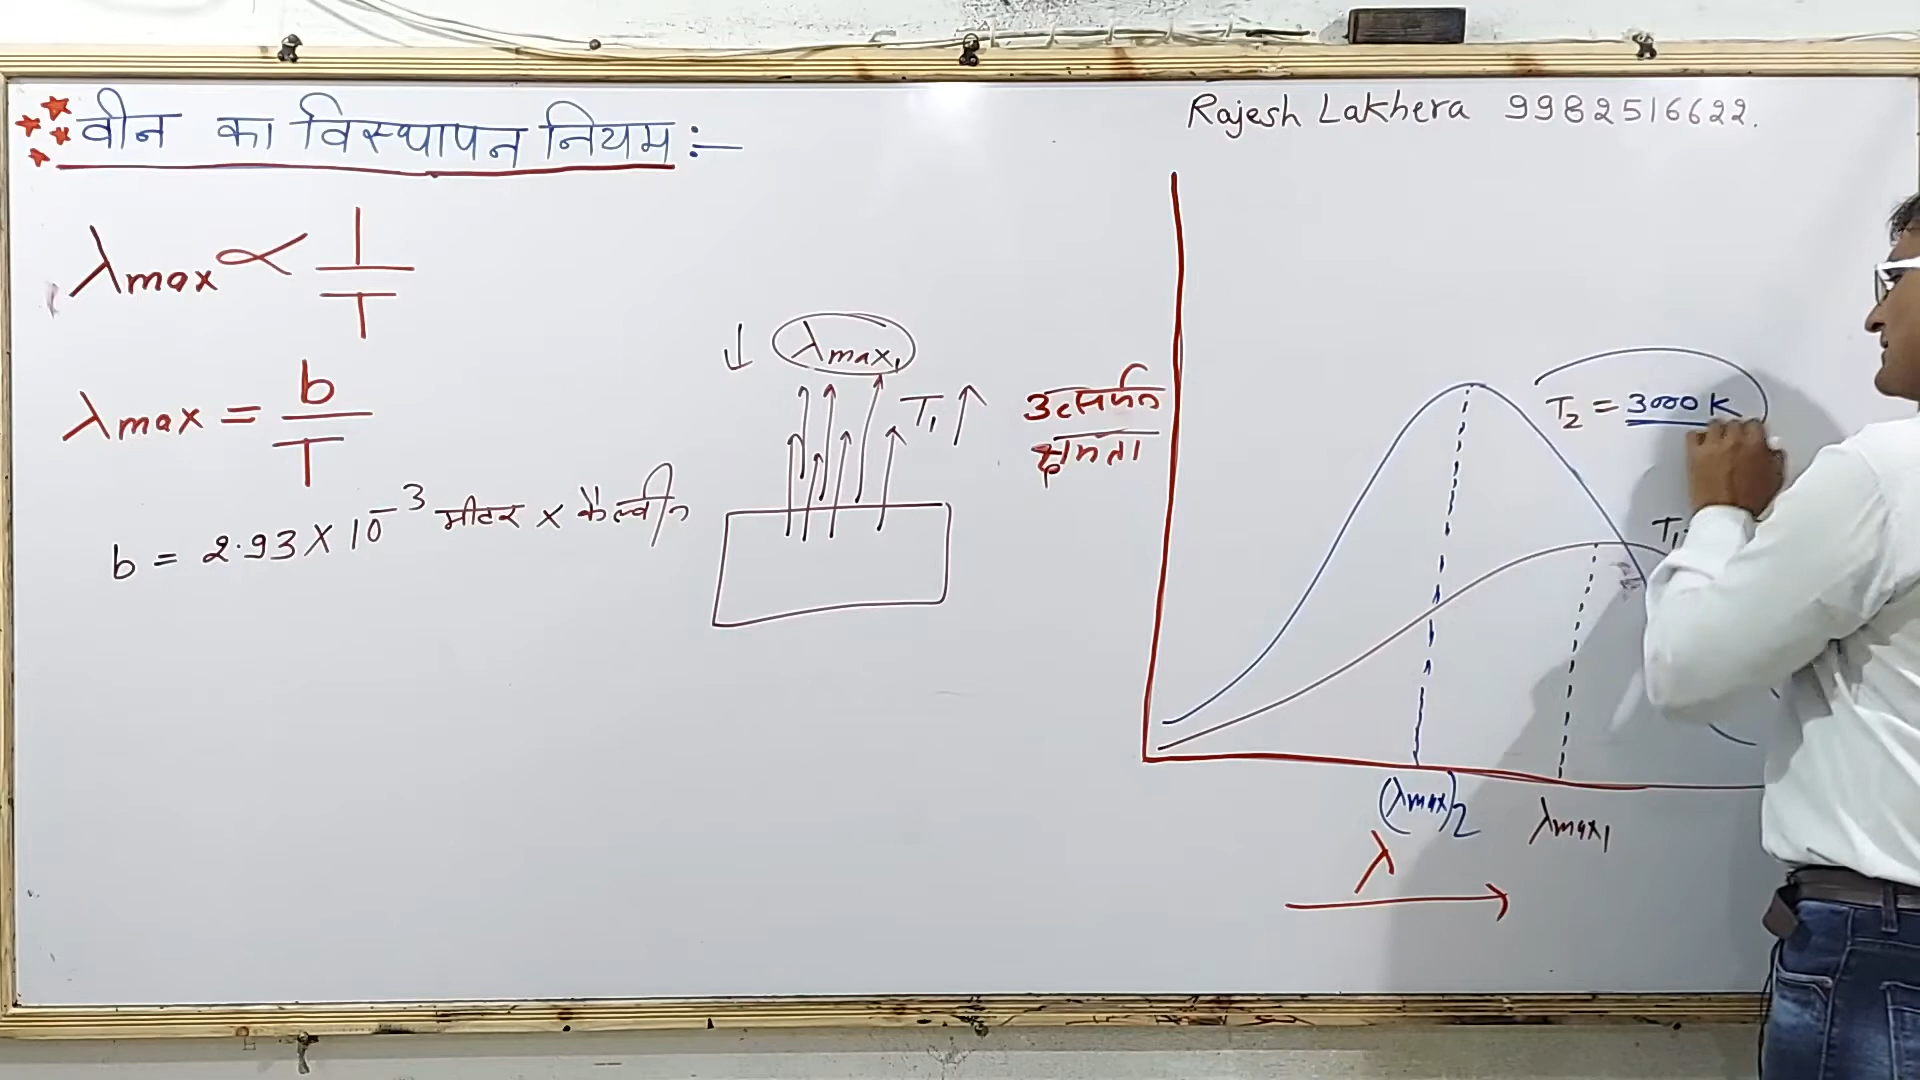 वीन का विस्थापन नियम :-
Rajesh Lakhera 9982516622.
λmax ∝ 1/T
λmax = b/T
b = 2.93 X 10⁻³ मीटर x केल्वीन
↓ λmax₁
T₁ ↑
उत्सर्जन
क्षमता
T₂ = 3000 K
T₁
(λmax)₂
λmax₁
λ